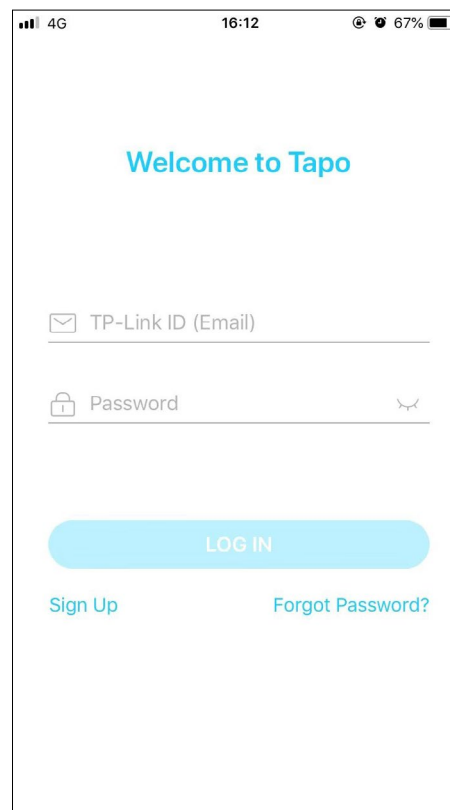 4G 16:12 67%
Welcome to Tapo
TP-Link ID (Email)
Password
LOG IN
Sign Up Forgot Password?